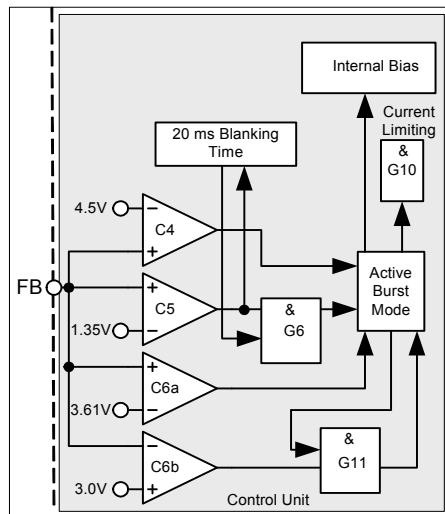 Internal Bias
Current
Limiting
20 ms Blanking
Time
&
G10
4.5V
−
C4
+
FB
+
C5
−
1.35V
&
G6
Active
Burst
Mode
+
C6a
−
3.61V
−
C6b
+
3.0V
&
G11
Control Unit